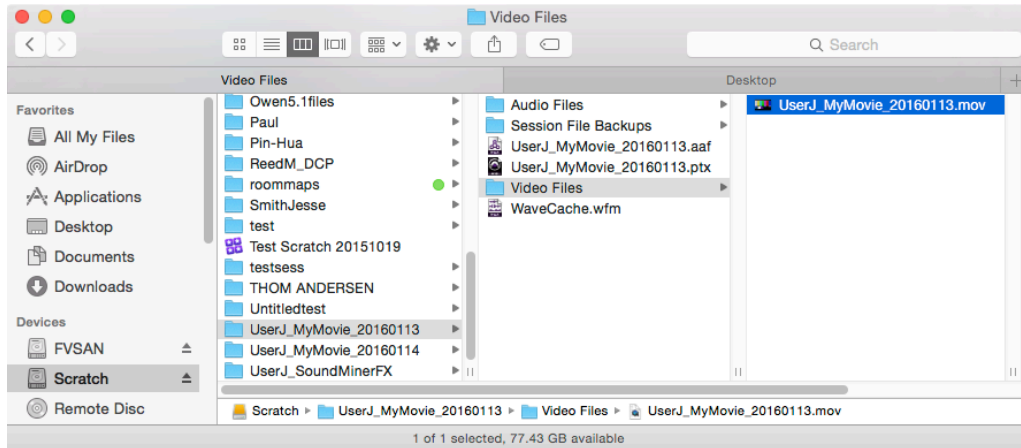 Video Files
Search
Video Files
Desktop
Favorites
All My Files
AirDrop
Applications
Desktop
Documents
Downloads
Devices
FVSAN
Scratch
Remote Disc
Owen5.1files
Paul
Pin-Hua
ReedM_DCP
roommaps
SmithJesse
test
Test Scratch 20151019
testsess
THOM ANDERSEN
Untitledtest
UserJ_MyMovie_20160113
UserJ_MyMovie_20160114
UserJ_SoundMinerFX
Audio Files
Session File Backups
UserJ_MyMovie_20160113.aaf
UserJ_MyMovie_20160113.ptx
Video Files
WaveCache.wfm
UserJ_MyMovie_20160113.mov
Scratch ▸ UserJ_MyMovie_20160113 ▸ Video Files ▸ UserJ_MyMovie_20160113.mov
1 of 1 selected, 77.43 GB available